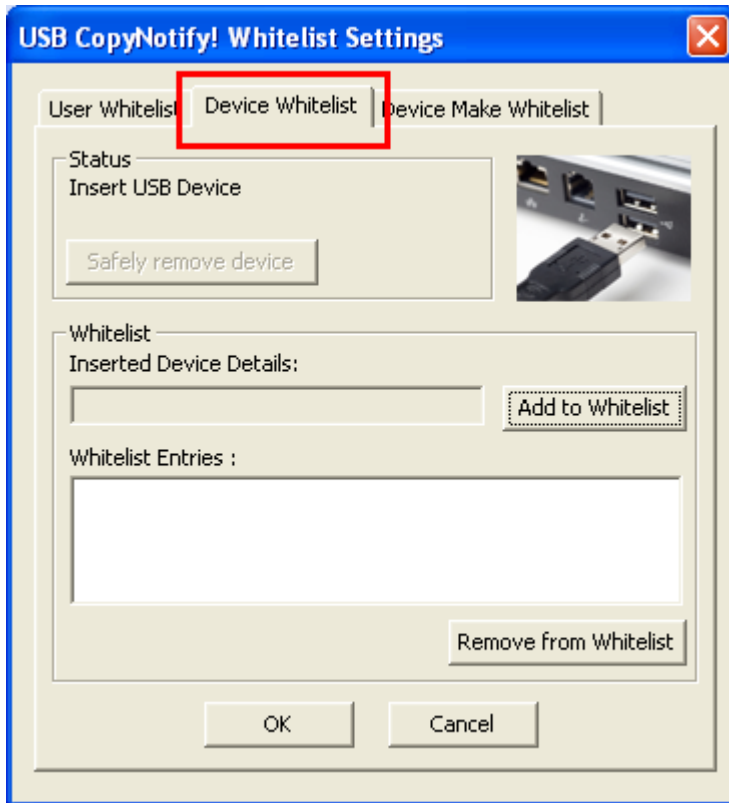 USB CopyNotify! Whitelist Settings
User Whitelist Device Whitelist Device Make Whitelist
Status
Insert USB Device
Safely remove device
Whitelist
Inserted Device Details:
Add to Whitelist
Whitelist Entries :
Remove from Whitelist
OK Cancel